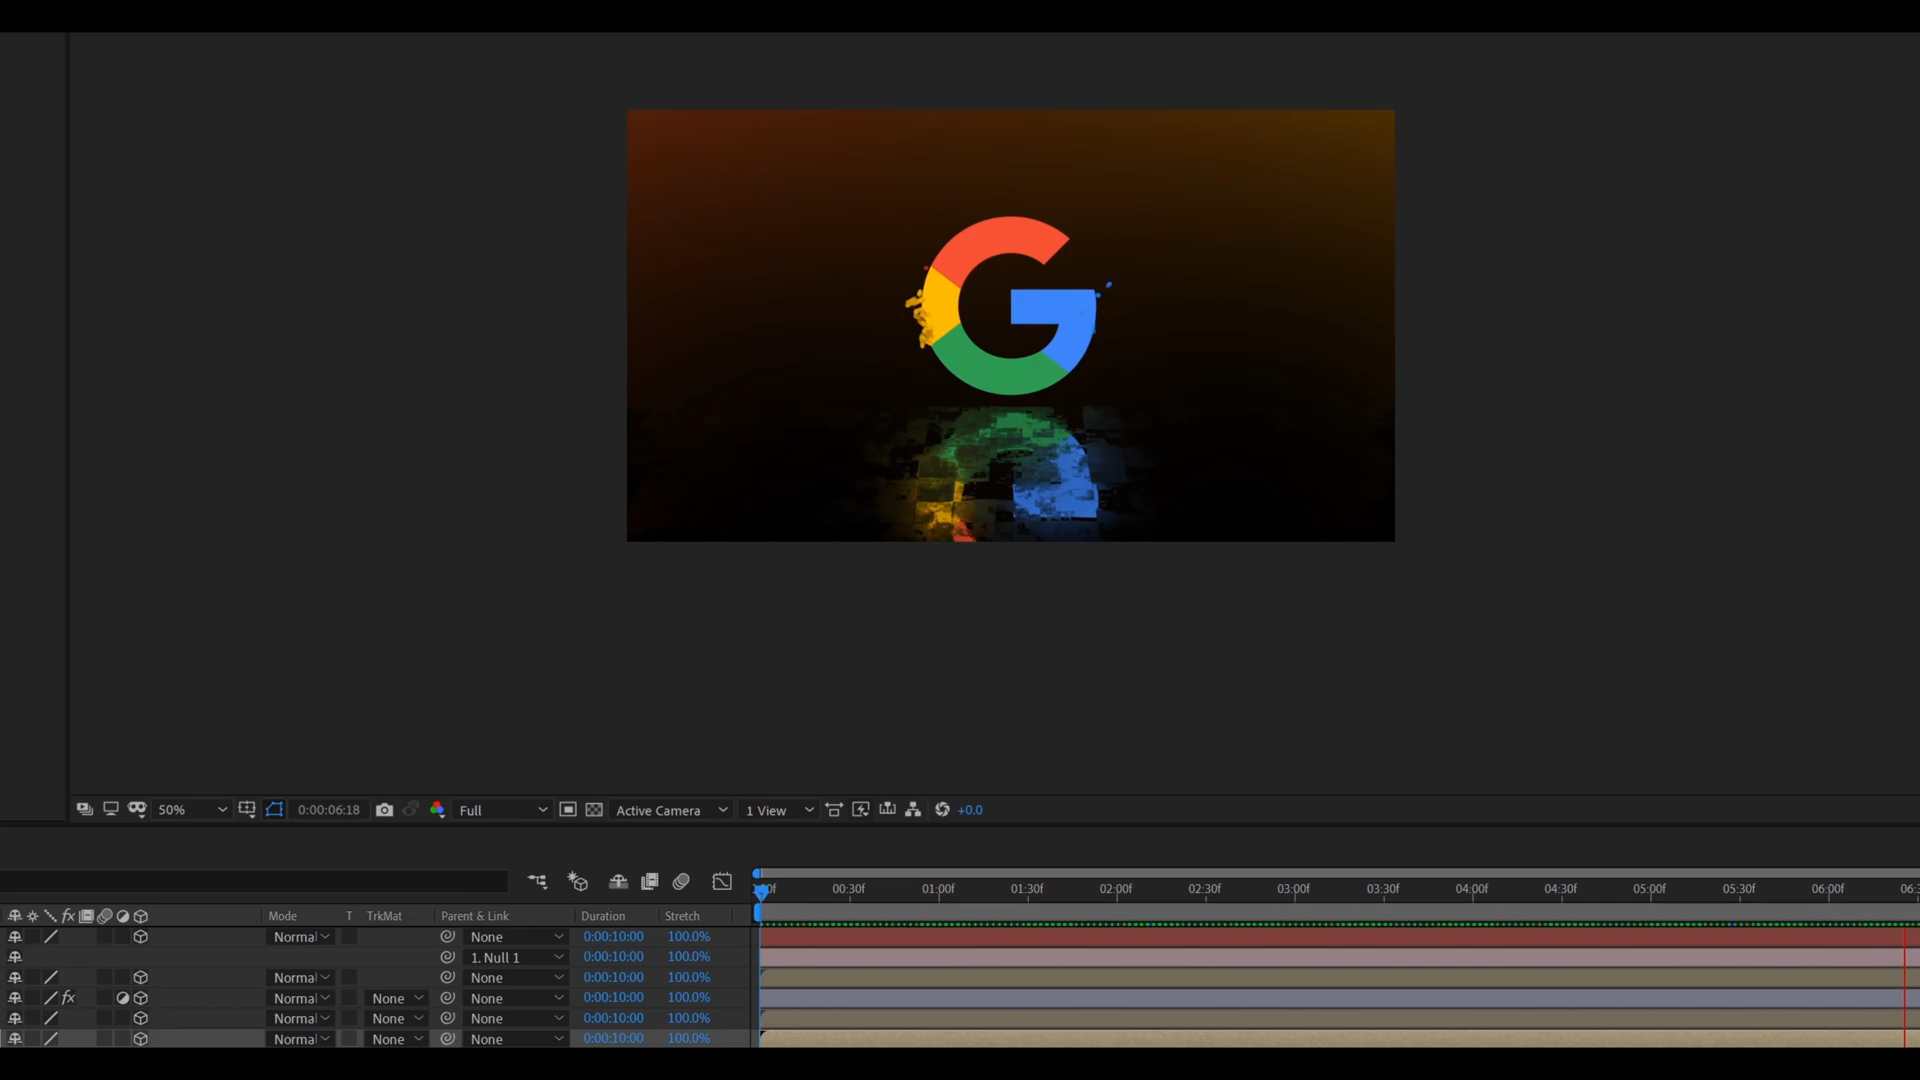 G
50%
0:00:06:18
Full
Active Camera
1 View
+0.0
00:30f
01:00f
01:30f
02:00f
02:30f
03:00f
03:30f
04:00f
04:30f
05:00f
05:30f
06:00f
fx
Mode
T
TrkMat
Parent & Link
Duration
Stretch
Normal
None
0:00:10:00
100.0%
1. Null 1
0:00:10:00
100.0%
Normal
None
0:00:10:00
100.0%
fx
Normal
None
None
0:00:10:00
100.0%
Normal
None
None
0:00:10:00
100.0%
Normal
None
None
0:00:10:00
100.0%